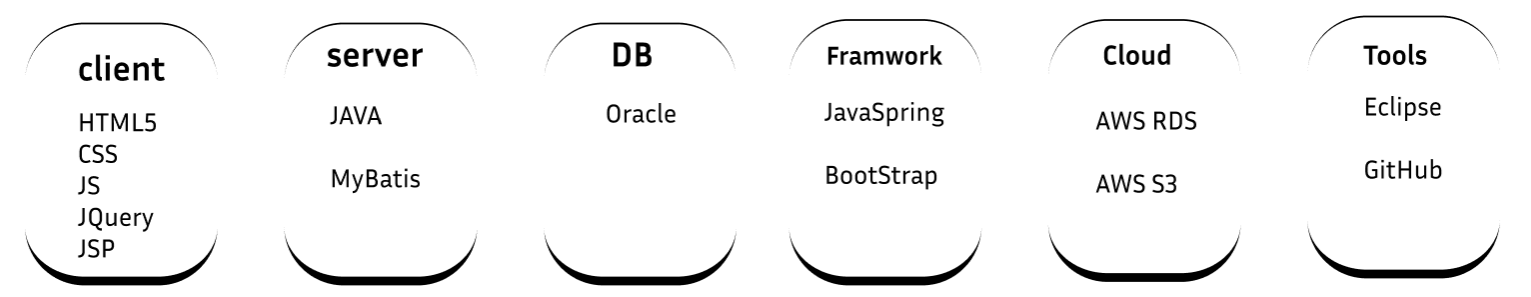 client
HTML5
CSS
JS
JQuery
JSP
server
JAVA
MyBatis
DB
Oracle
Framwork
JavaSpring
BootStrap
Cloud
AWS RDS
AWS S3
Tools
Eclipse
GitHub